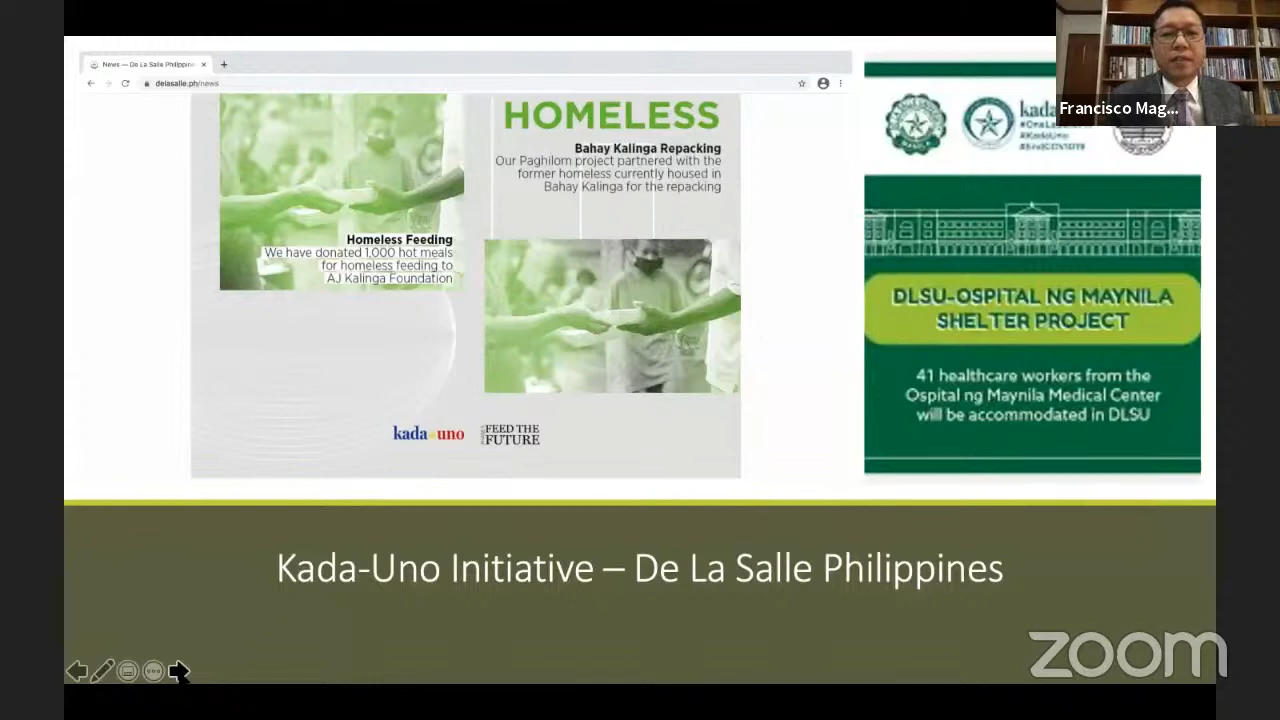 News — De La Salle Philippin
delasalle.ph/news
HOMELESS
Bahay Kalinga Repacking
Our Paghilom project partnered with the
former homeless currently housed in
Bahay Kalinga for the repacking
Homeless Feeding
We have donated 1,000 hot meals
for homeless feeding to
AJ Kalinga Foundation
kada uno
FEED THE
FUTURE
kada
#KadaUno
Francisco Mag...
DLSU-OSPITAL NG MAYNILA
SHELTER PROJECT
41 healthcare workers from the
Ospital ng Maynila Medical Center
will be accommodated in DLSU
Kada-Uno Initiative – De La Salle Philippines
zoom